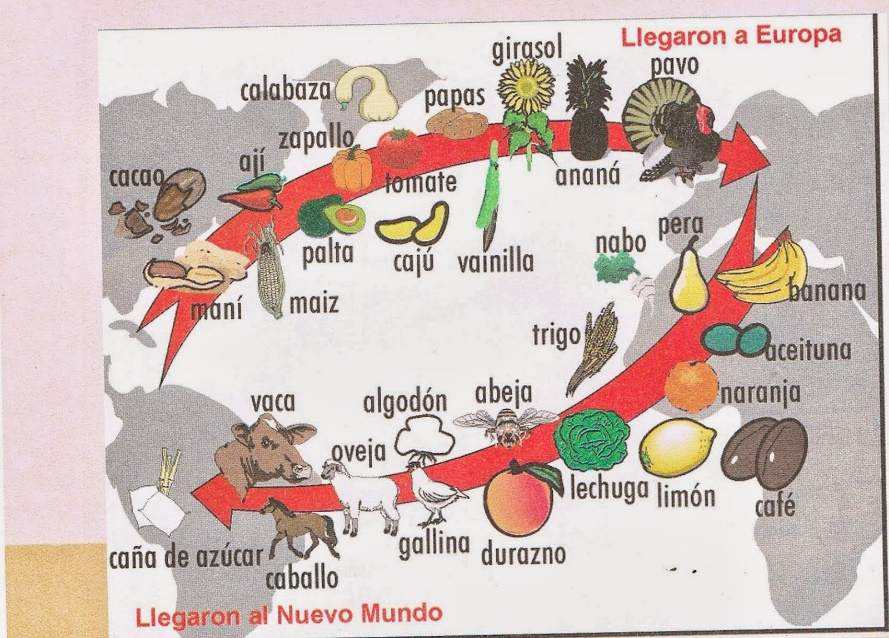 Llegaron a Europa
girasol
pavo
calabaza
papas
zapallo
ají
cacao
tomate
ananá
palta
cajú
vainilla
nabo
pera
maní
maiz
banana
trigo
aceituna
naranja
vaca
algodón
abeja
oveja
lechuga
limón
café
caña de azúcar
caballo
gallina
durazno
Llegaron al Nuevo Mundo